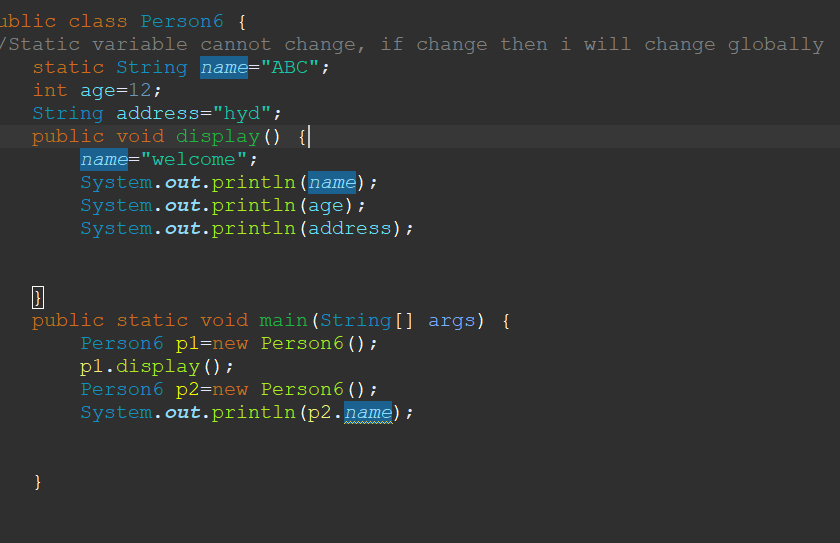 ublic class Person6 {
/Static variable cannot change, if change then i will change globally
static String name="ABC";
int age=12;
String address="hyd";
public void display() {
name="welcome";
System.out.println(name);
System.out.println(age);
System.out.println(address);
}
public static void main(String[] args) {
Person6 p1=new Person6();
p1.display();
Person6 p2=new Person6();
System.out.println(p2.name);
}